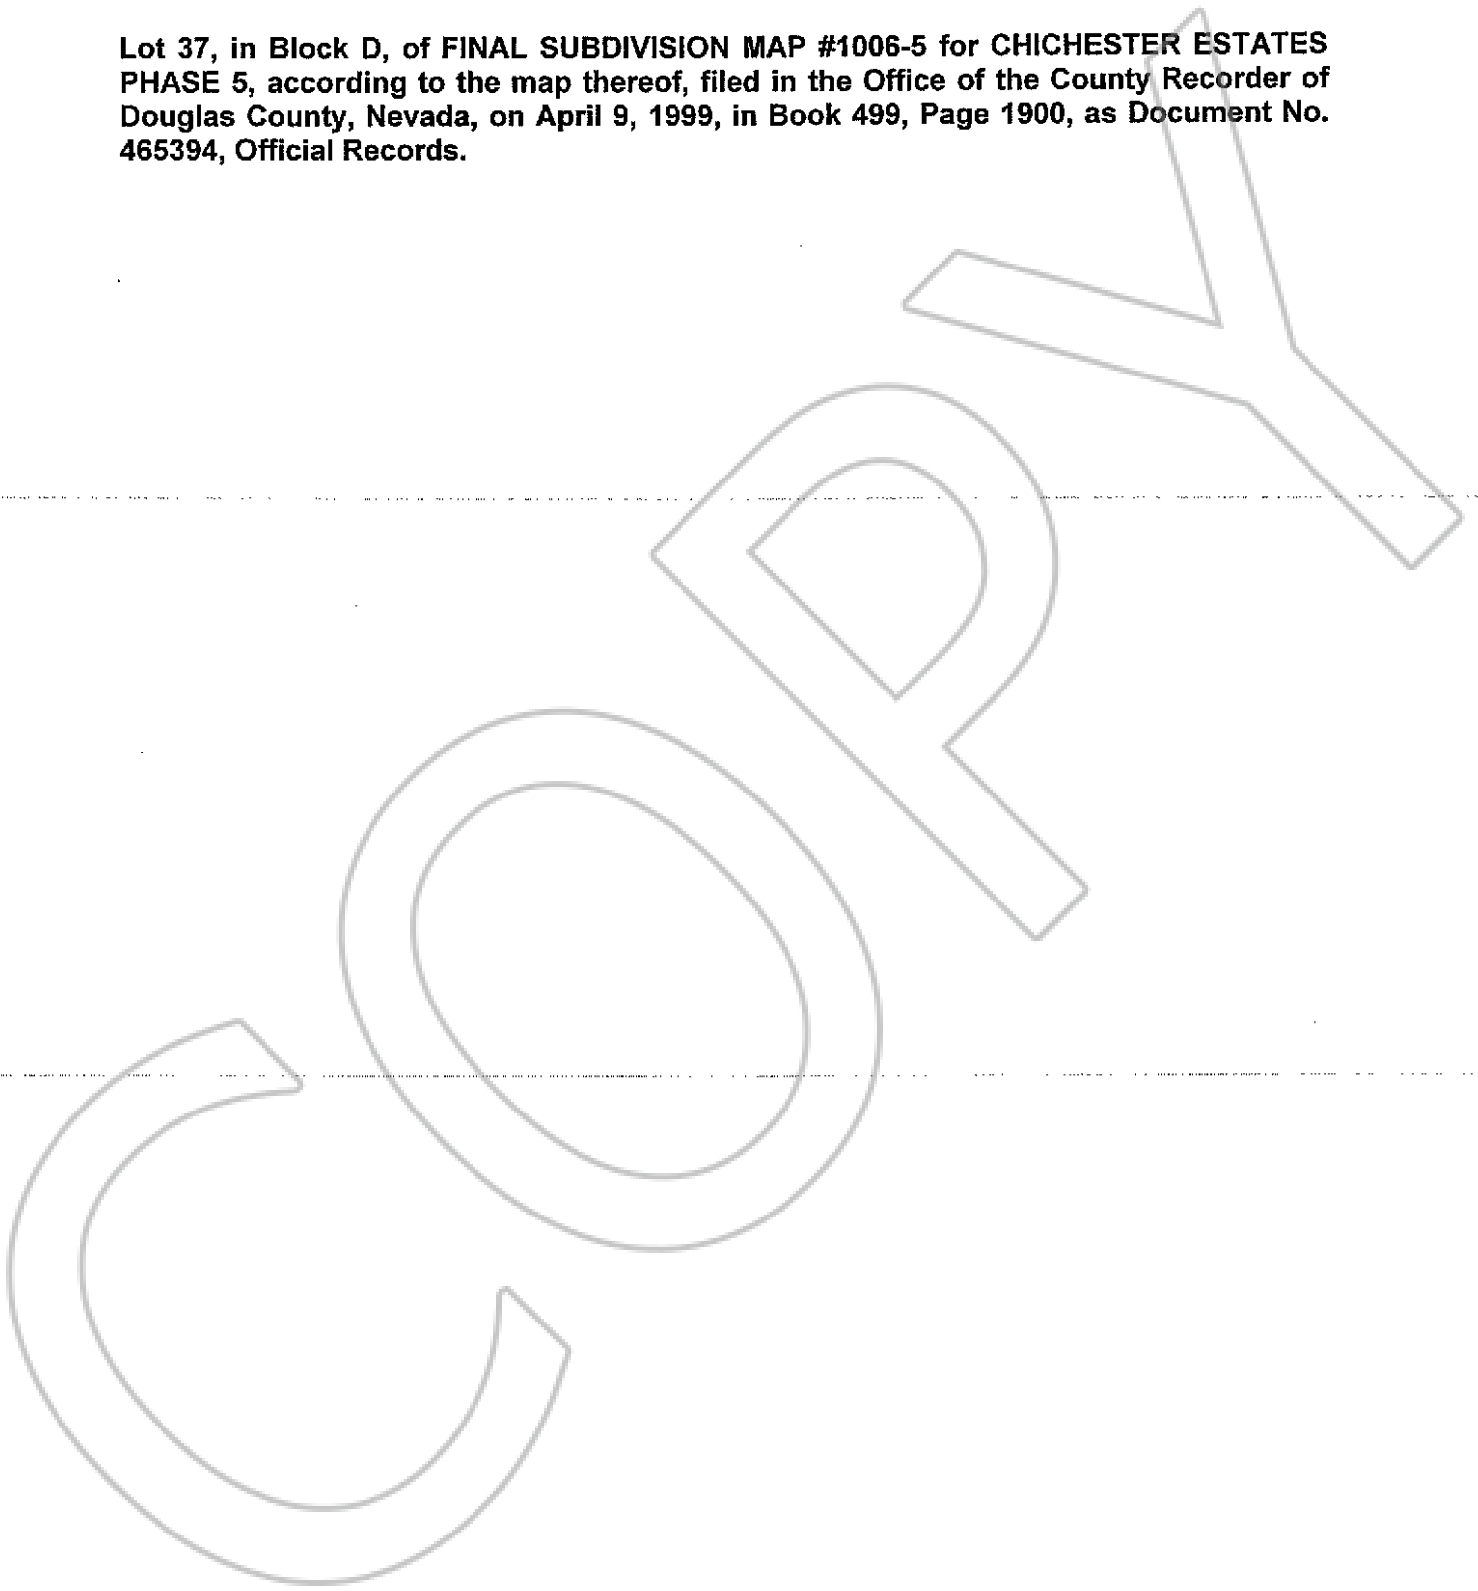 Lot 37, in Block D, of FINAL SUBDIVISION MAP #1006-5 for CHICHESTER ESTATES
PHASE 5, according to the map thereof, filed in the Office of the County Recorder of
Douglas County, Nevada, on April 9, 1999, in Book 499, Page 1900, as Document No.
465394, Official Records.
COPY